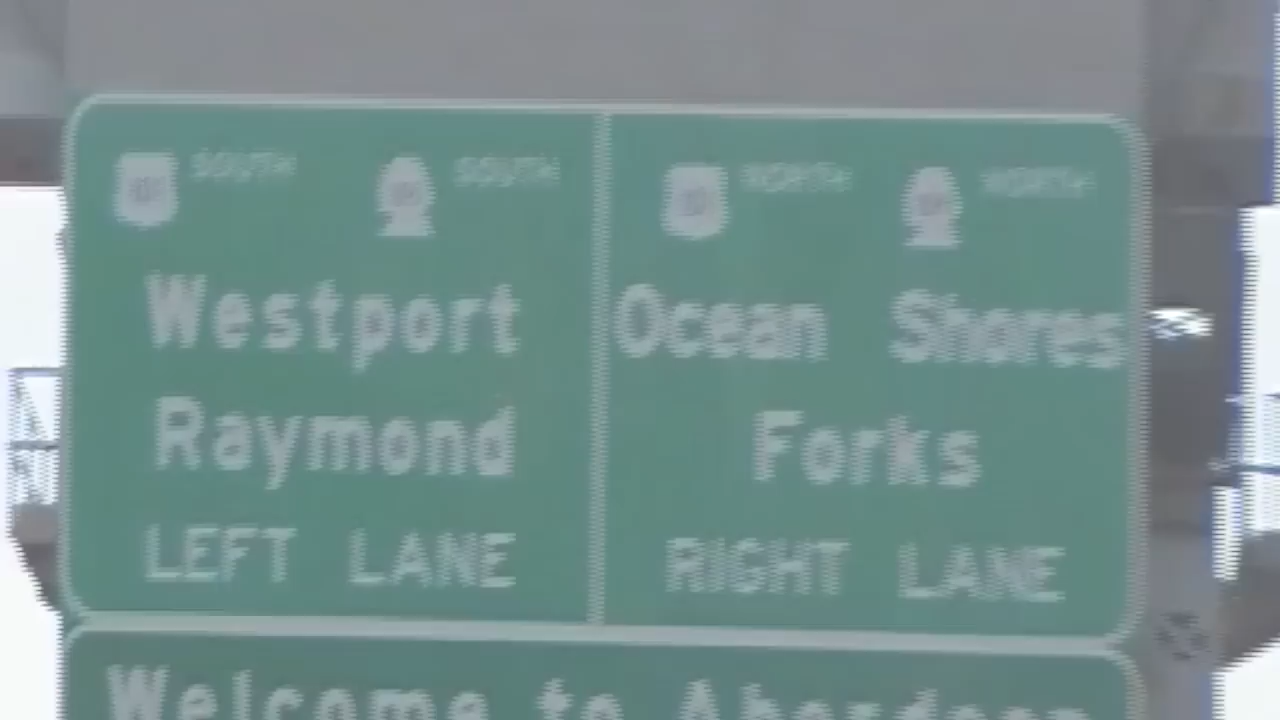 SOUTH SOUTH
Westport
Raymond
LEFT LANE
NORTH NORTH
Ocean Shores
Forks
RIGHT LANE
Welcome to Aberdeen